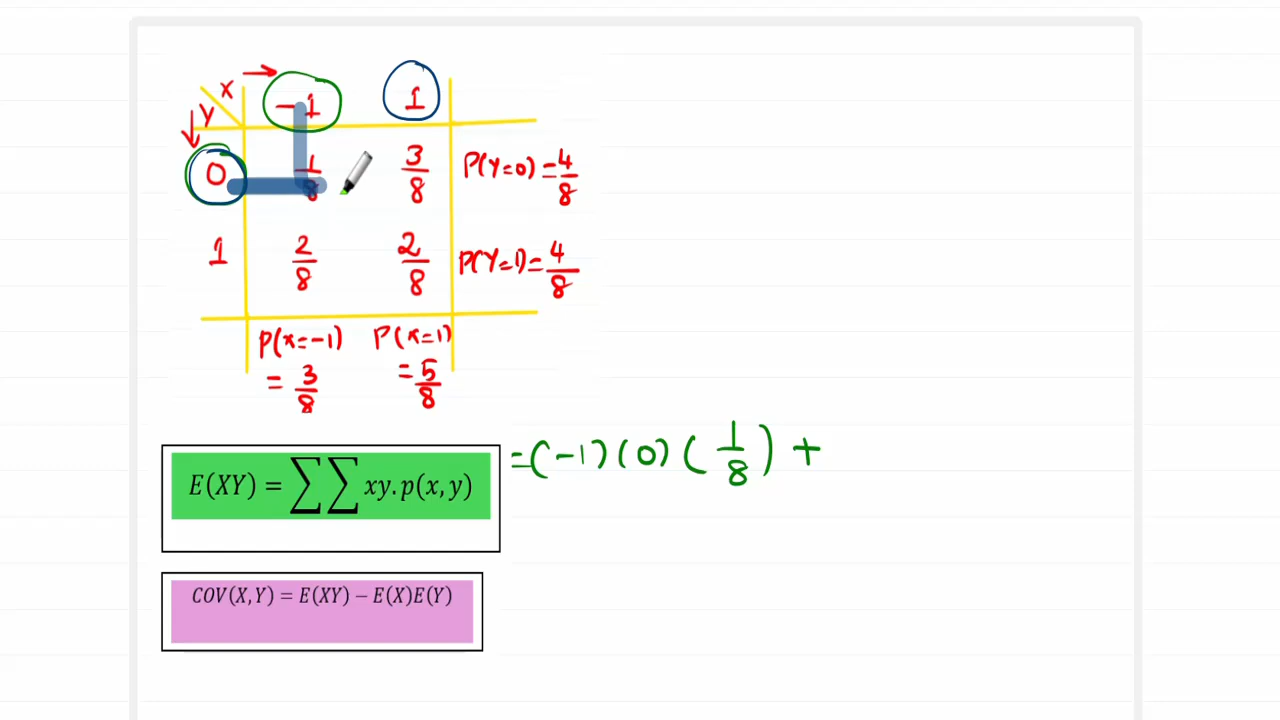 X → -1 1
↓ Y
0 1/8 3/8 P(Y=0) = 4/8
1 2/8 2/8 P(Y=1) = 4/8
P(x=-1) P(x=1)
= 3/8 = 5/8
E(XY) = ∑∑ xy.p(x, y) =(-1)(0)(1/8) +
COV(X,Y) = E(XY) − E(X)E(Y)